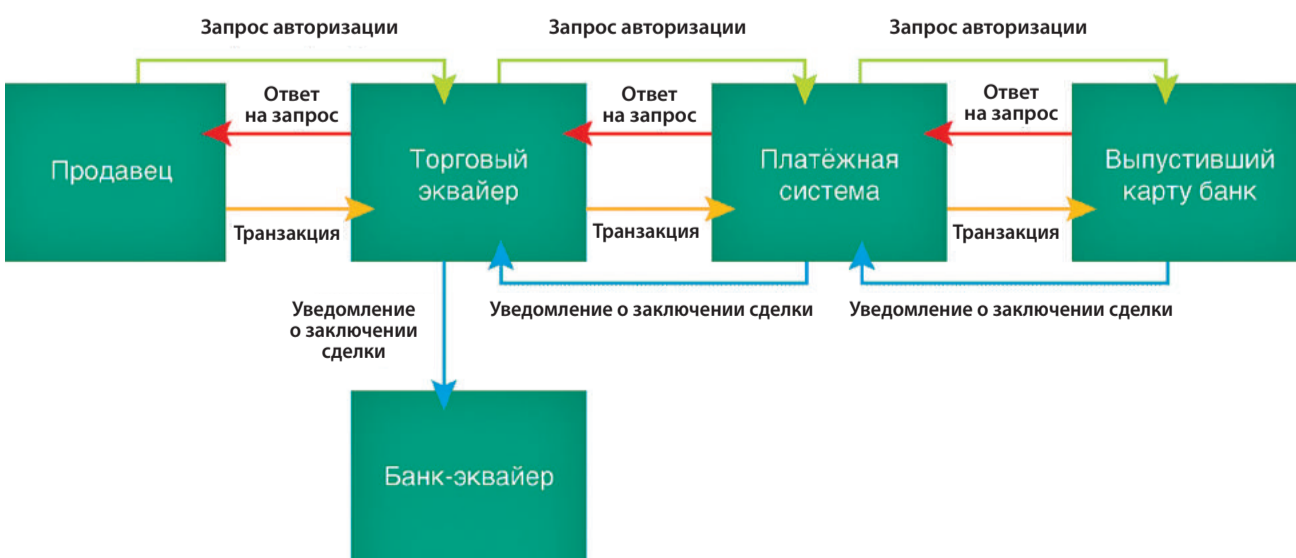 Запрос авторизации
Запрос авторизации
Запрос авторизации
Ответ
на запрос
Ответ
на запрос
Ответ
на запрос
Продавец
Торговый
эквайер
Платёжная
система
Выпустивший
карту банк
Транзакция
Транзакция
Транзакция
Уведомление
о заключении
сделки
Уведомление о заключении сделки
Уведомление о заключении сделки
Банк-эквайер